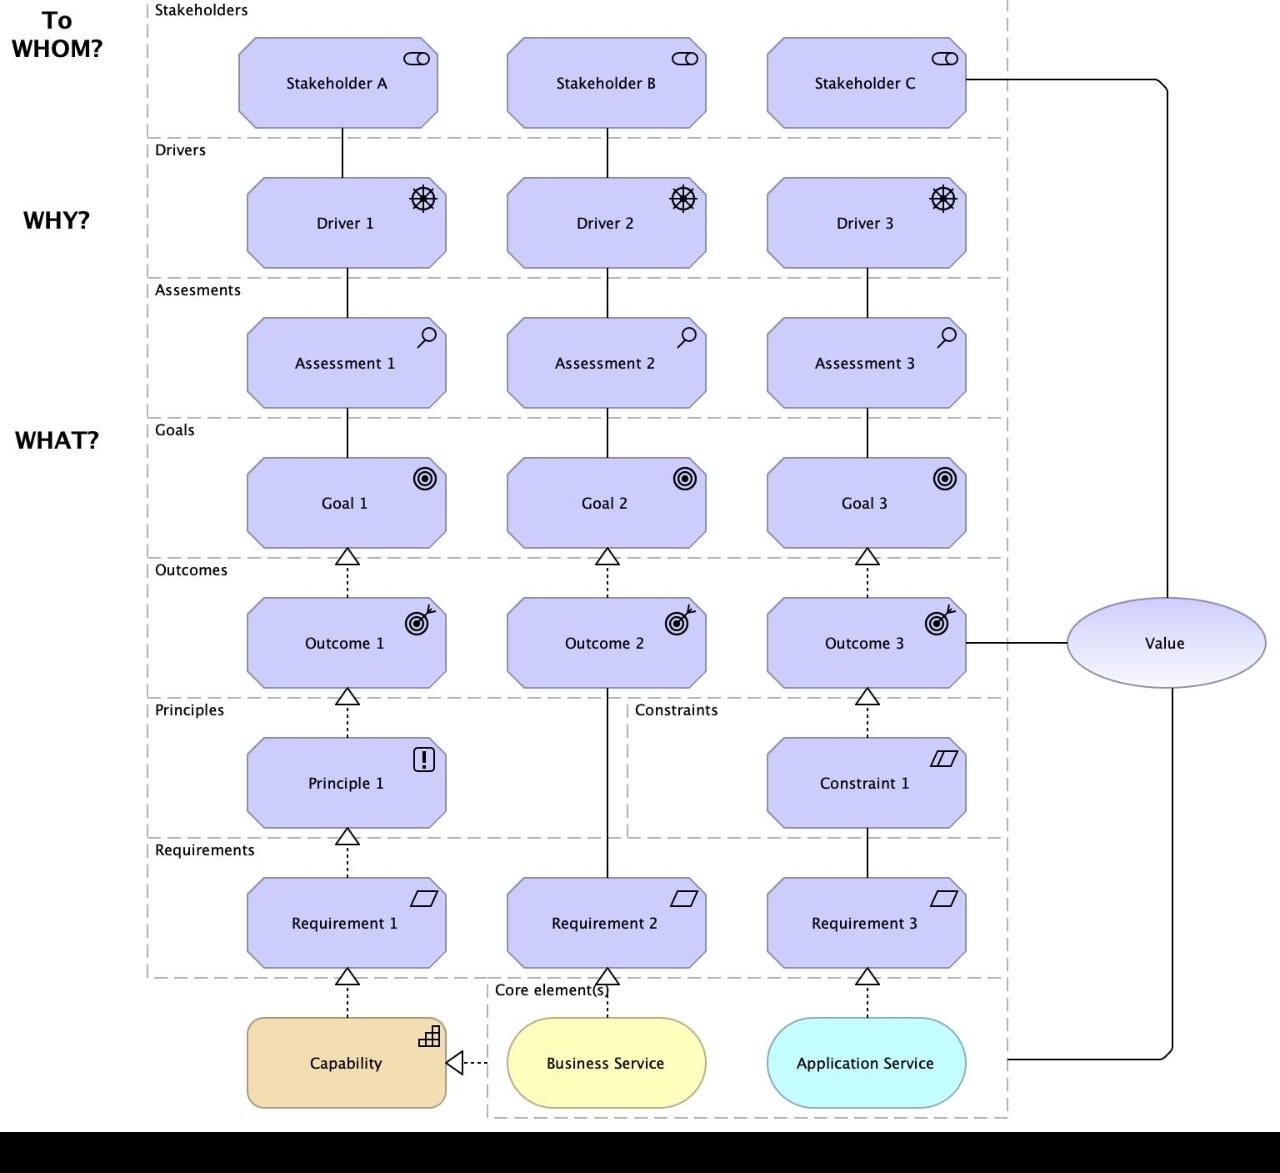 To
WHOM?
Stakeholders
Stakeholder A
Stakeholder B
Stakeholder C
Drivers
WHY?
Driver 1
Driver 2
Driver 3
Assesments
Assessment 1
Assessment 2
Assessment 3
WHAT?
Goals
Goal 1
Goal 2
Goal 3
Outcomes
Outcome 1
Outcome 2
Outcome 3
Value
Principles
Constraints
Principle 1
Constraint 1
Requirements
Requirement 1
Requirement 2
Requirement 3
Core element(s)
Capability
Business Service
Application Service